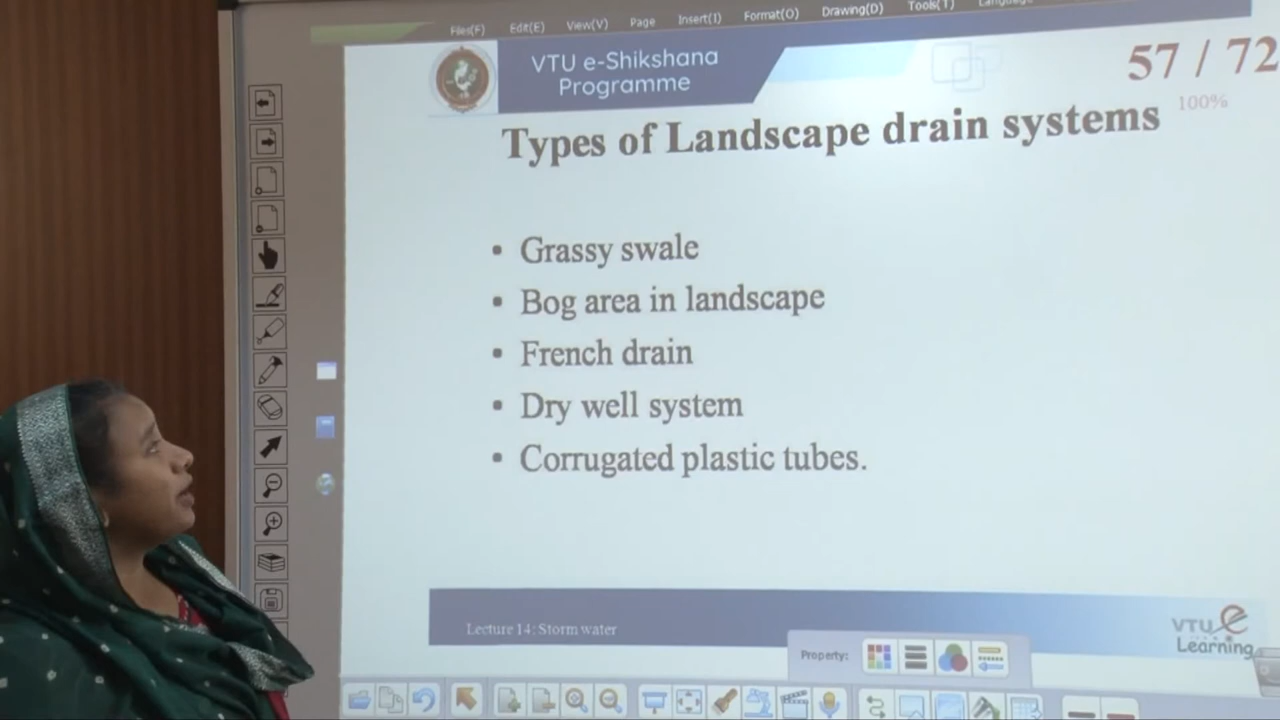 Files(F) Edit(E) View(V) Page Insert(I) Format(O) Drawing(D) Tools(T) Language
VTU e-Shikshana
Programme
57 / 72
100%
Types of Landscape drain systems
• Grassy swale
• Bog area in landscape
• French drain
• Dry well system
• Corrugated plastic tubes.
Lecture 14: Storm water
VTU e
Learning
Property: